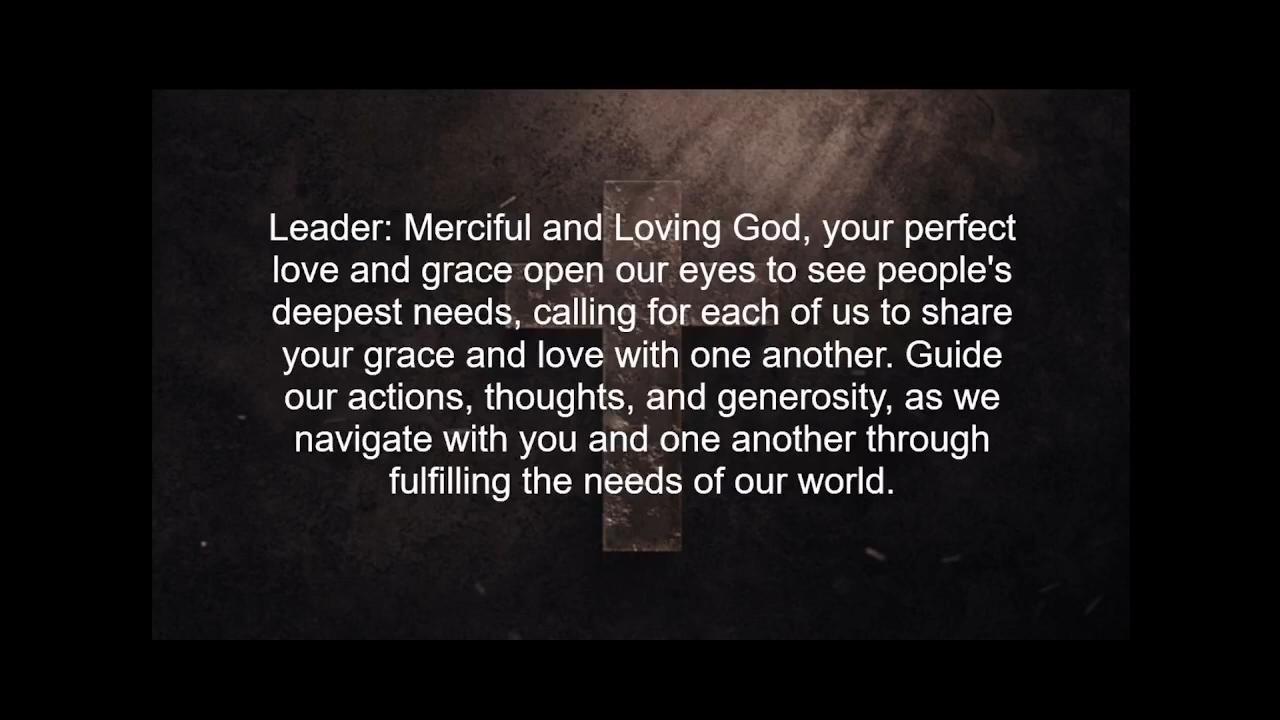 Leader: Merciful and Loving God, your perfect
love and grace open our eyes to see people's
deepest needs, calling for each of us to share
your grace and love with one another. Guide
our actions, thoughts, and generosity, as we
navigate with you and one another through
fulfilling the needs of our world.